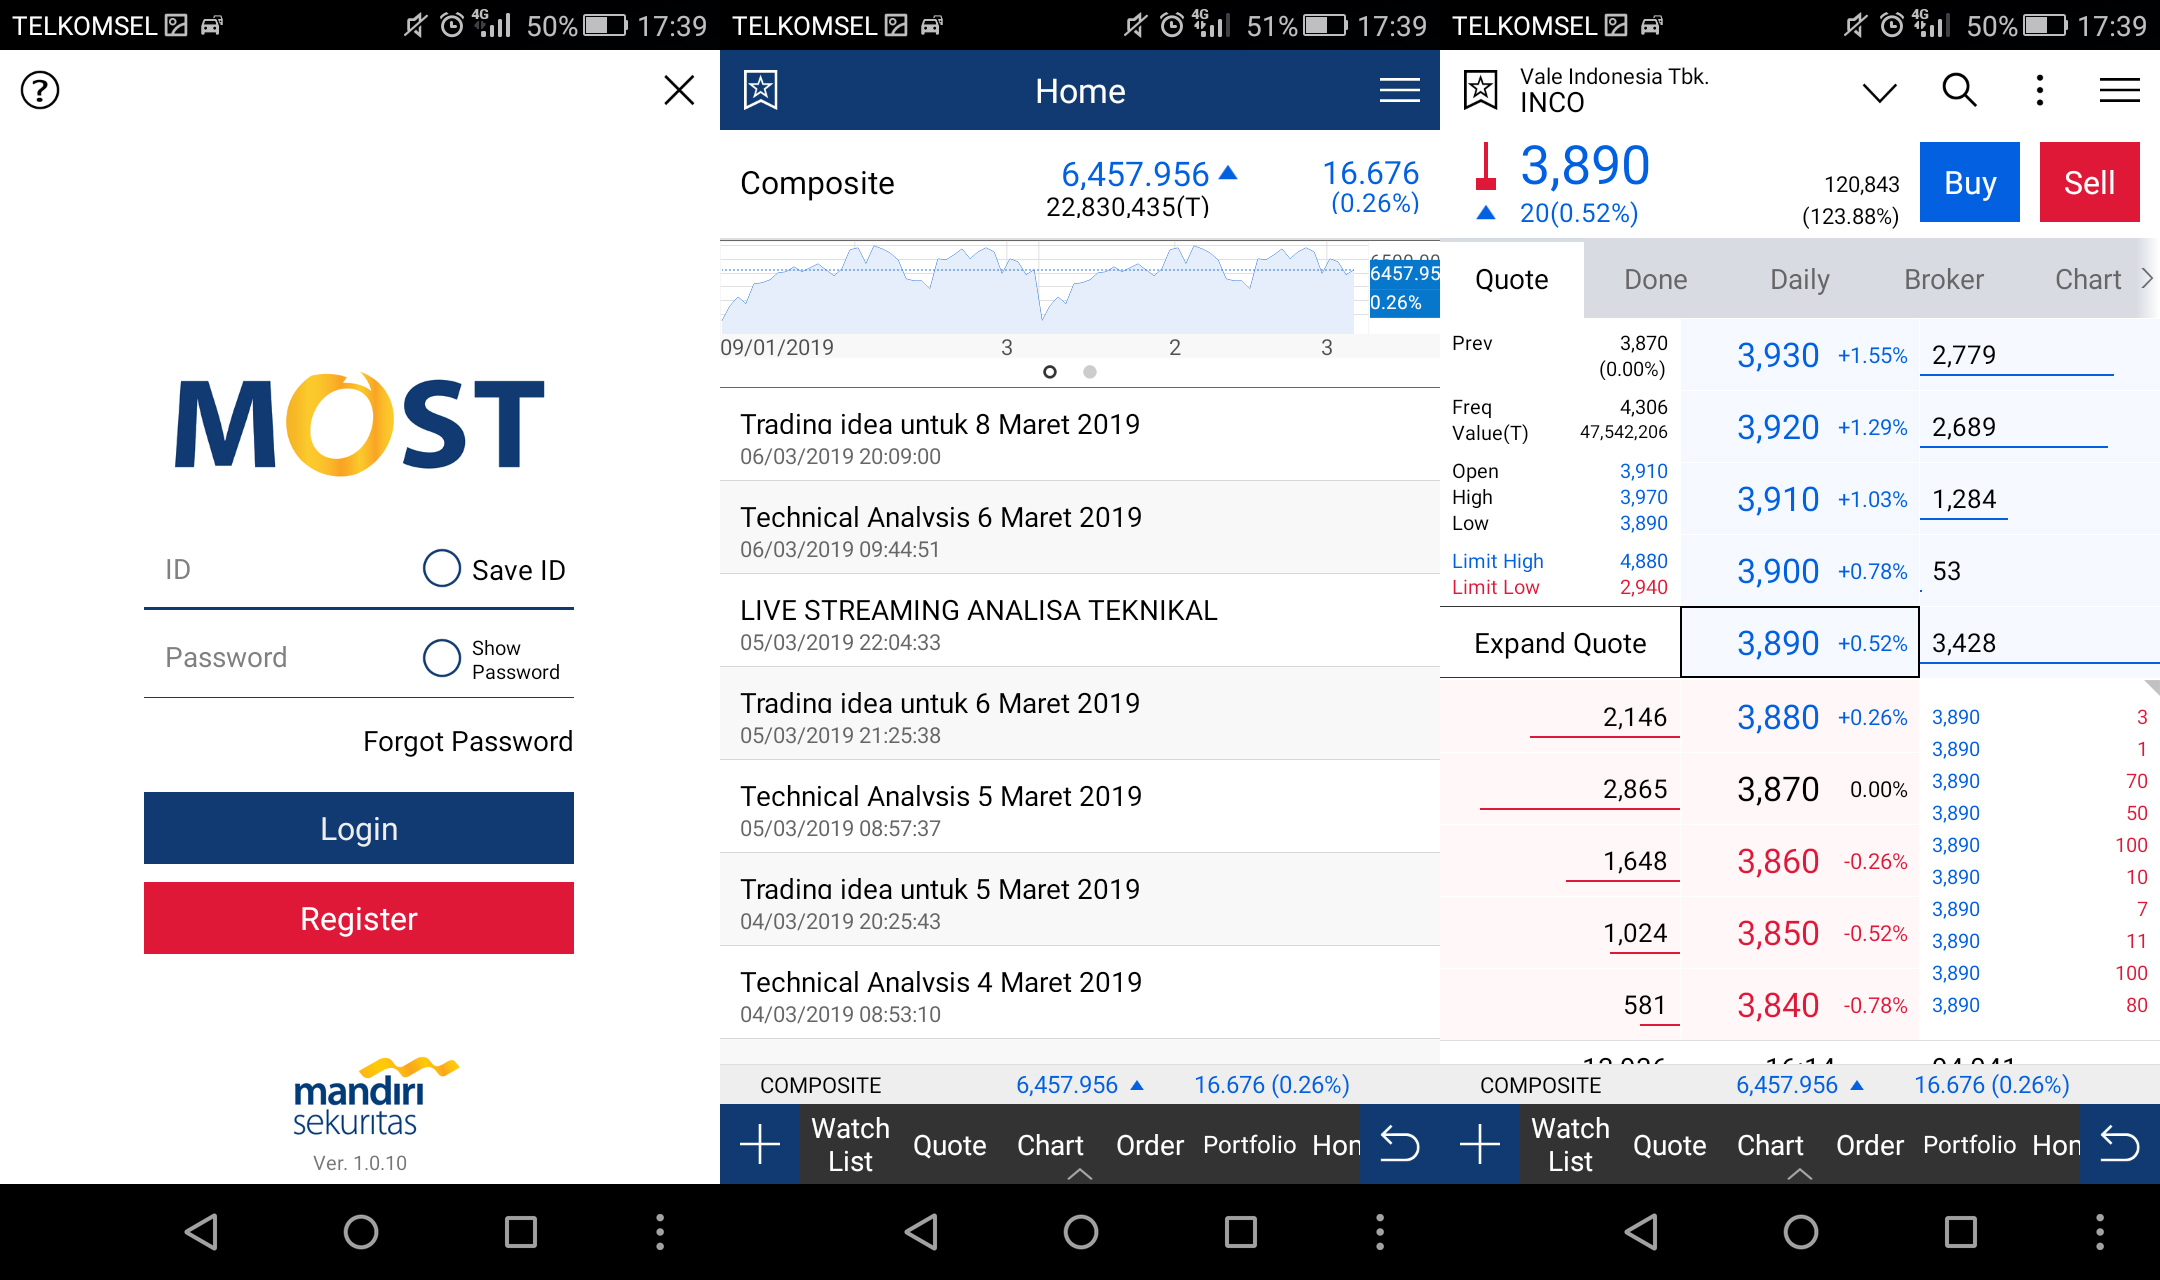 TELKOMSEL 4G 50% 17:39
?
MOST
ID Save ID
Password Show Password
Forgot Password
Login
Register
mandiri
sekuritas
Ver. 1.0.10
TELKOMSEL 4G 51% 17:39
Home
Composite 6,457.956 16.676
22,830,435(T) (0.26%)
6457.95
0.26%
09/01/2019 3 2 3
Trading idea untuk 8 Maret 2019
06/03/2019 20:09:00
Technical Analysis 6 Maret 2019
06/03/2019 09:44:51
LIVE STREAMING ANALISA TEKNIKAL
05/03/2019 22:04:33
Trading idea untuk 6 Maret 2019
05/03/2019 21:25:38
Technical Analysis 5 Maret 2019
05/03/2019 08:57:37
Trading idea untuk 5 Maret 2019
04/03/2019 20:25:43
Technical Analysis 4 Maret 2019
04/03/2019 08:53:10
COMPOSITE 6,457.956 16.676 (0.26%)
Watch List Quote Chart Order Portfolio Hom
TELKOMSEL 4G 50% 17:39
Vale Indonesia Tbk.
INCO
3,890 120,843 Buy Sell
20(0.52%) (123.88%)
Quote Done Daily Broker Chart
Prev 3,870 3,930 +1.55% 2,779
(0.00%)
Freq 4,306 3,920 +1.29% 2,689
Value(T) 47,542,206
Open 3,910 3,910 +1.03% 1,284
High 3,970
Low 3,890
Limit High 4,880 3,900 +0.78% 53
Limit Low 2,940
Expand Quote 3,890 +0.52% 3,428
2,146 3,880 +0.26% 3,890 3
3,890 1
2,865 3,870 0.00% 3,890 70
3,890 50
1,648 3,860 -0.26% 3,890 100
3,890 10
3,890 7
1,024 3,850 -0.52% 3,890 11
3,890 100
581 3,840 -0.78% 3,890 80
COMPOSITE 6,457.956 16.676 (0.26%)
Watch List Quote Chart Order Portfolio Hom